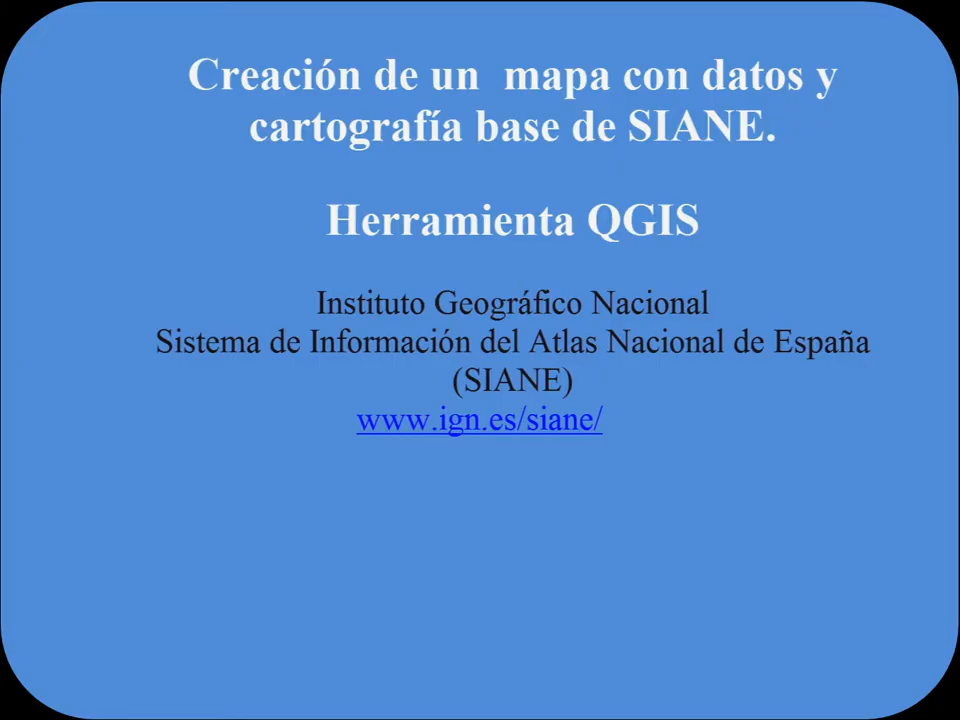 Creación de un mapa con datos y
cartografía base de SIANE.
Herramienta QGIS
Instituto Geográfico Nacional
Sistema de Información del Atlas Nacional de España
(SIANE)
www.ign.es/siane/